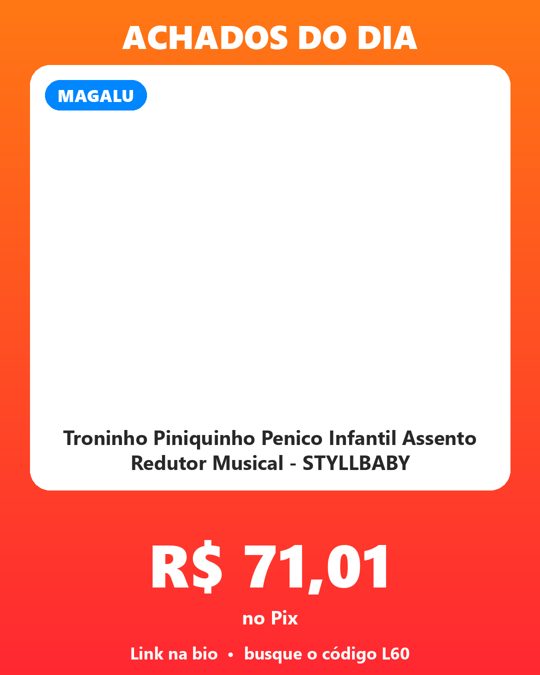 ACHADOS DO DIA
MAGALU
Troninho Piniquinho Penico Infantil Assento
Redutor Musical - STYLLBABY
R$ 71,01
no Pix
Link na bio • busque o código L60